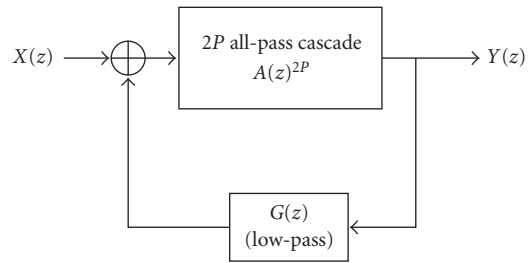 X(z)
2P all-pass cascade
A(z)^{2P}
Y(z)
G(z)
(low-pass)